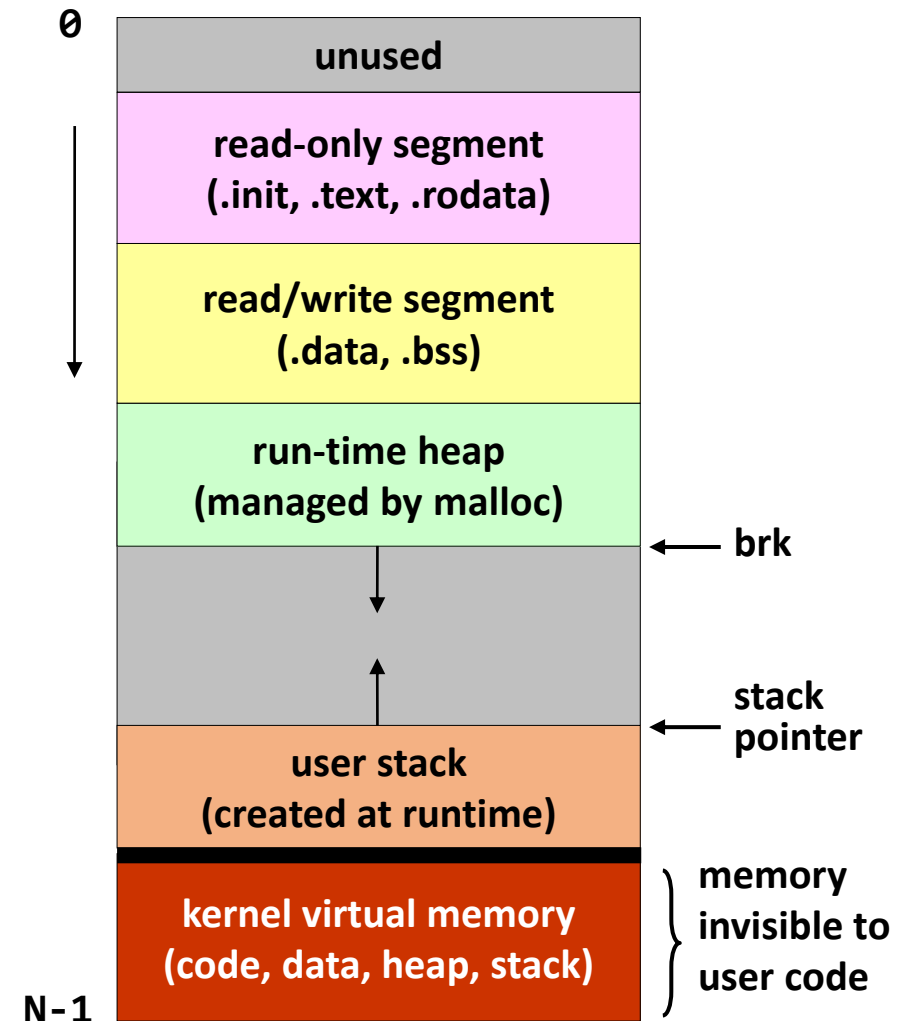 0
unused
read-only segment
(.init, .text, .rodata)
read/write segment
(.data, .bss)
run-time heap
(managed by malloc)
brk
stack
pointer
user stack
(created at runtime)
kernel virtual memory
(code, data, heap, stack)
memory
invisible to
user code
N-1